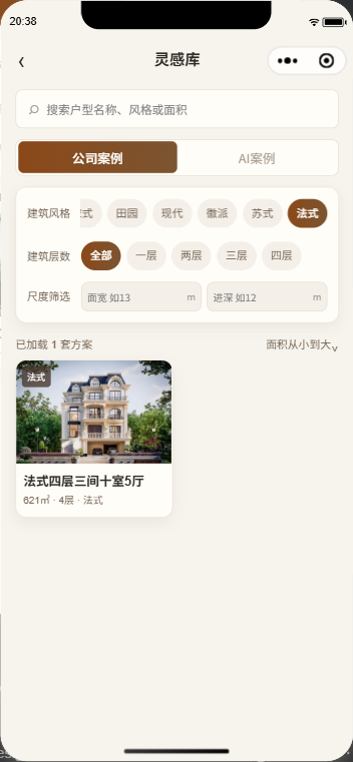 20:38
灵感库
搜索户型名称、风格或面积
公司案例 AI案例
建筑风格 式 田园 现代 徽派 苏式 法式
建筑层数 全部 一层 两层 三层 四层
尺度筛选 面宽 如13 m 进深 如12 m
已加载 1 套方案 面积从小到大
法式
法式四层三间十室5厅
621㎡ · 4层 · 法式